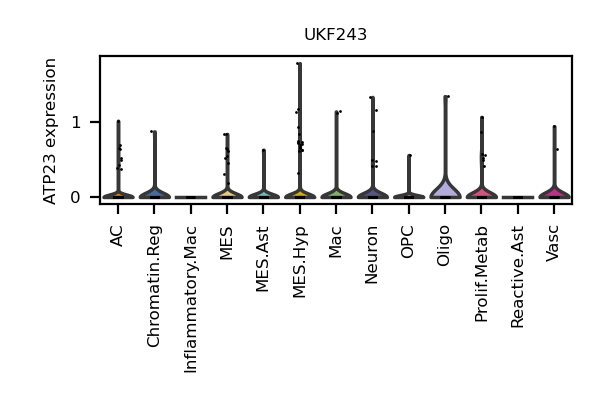 UKF243
ATP23 expression
1
0
AC
Chromatin.Reg
Inflammatory.Mac
MES
MES.Ast
MES.Hyp
Mac
Neuron
OPC
Oligo
Prolif.Metab
Reactive.Ast
Vasc